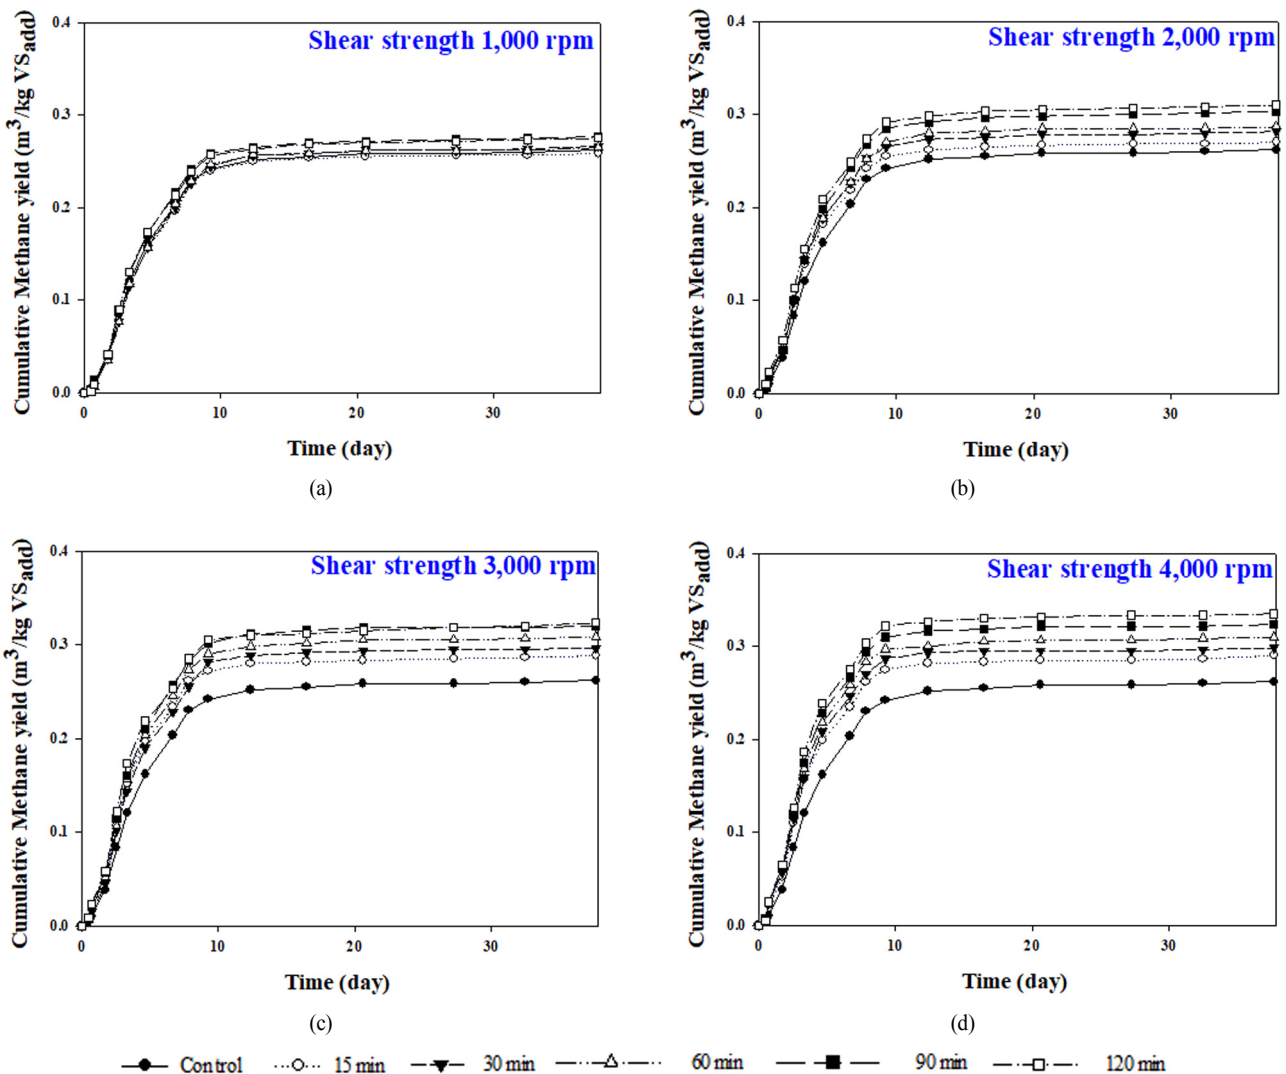 Shear strength 1,000 rpm
Cumulative Methane yield (m3/kg VSadd)
0.4
0.3
0.2
0.1
0.0
0
10
20
30
Time (day)
(a)
Shear strength 2,000 rpm
Cumulative Methane yield (m3/kg VSadd)
0.4
0.3
0.2
0.1
0.0
0
10
20
30
Time (day)
(b)
Shear strength 3,000 rpm
Cumulative Methane yield (m3/kg VSadd)
0.4
0.3
0.2
0.1
0.0
0
10
20
30
Time (day)
(c)
Shear strength 4,000 rpm
Cumulative Methane yield (m3/kg VSadd)
0.4
0.3
0.2
0.1
0.0
0
10
20
30
Time (day)
(d)
Control 15 min 30 min 60 min 90 min 120 min